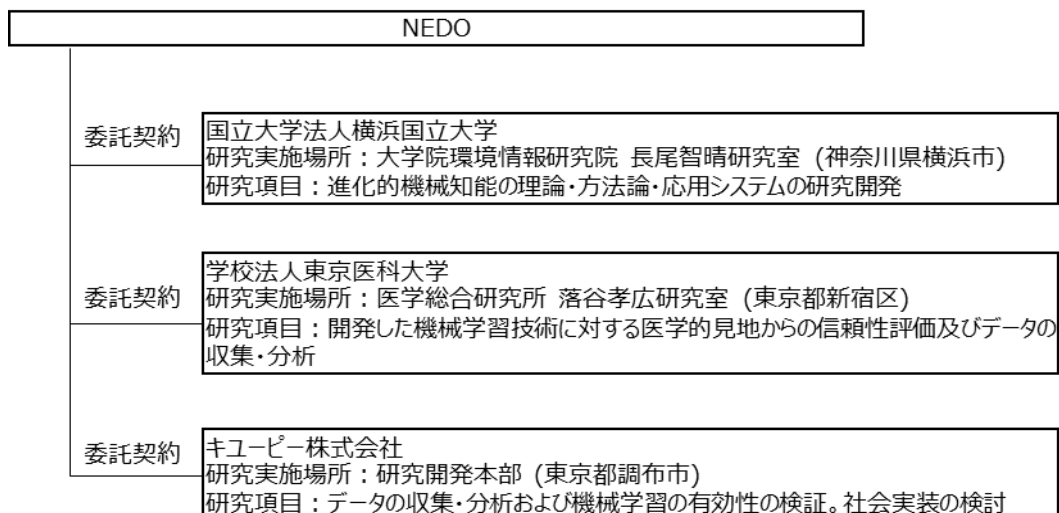 NEDO
委託契約
国立大学法人横浜国立大学
研究実施場所：大学院環境情報研究院 長尾智晴研究室 (神奈川県横浜市)
研究項目：進化的機械知能の理論・方法論・応用システムの研究開発
委託契約
学校法人東京医科大学
研究実施場所：医学総合研究所 落谷孝広研究室 (東京都新宿区)
研究項目：開発した機械学習技術に対する医学的見地からの信頼性評価及びデータの
収集・分析
委託契約
キユーピー株式会社
研究実施場所：研究開発本部 (東京都調布市)
研究項目：データの収集・分析および機械学習の有効性の検証。社会実装の検討